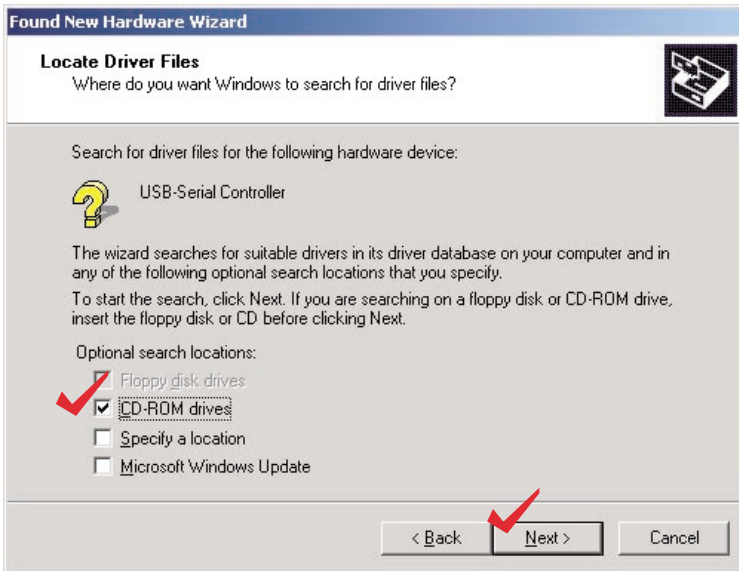 Found New Hardware Wizard
Locate Driver Files
Where do you want Windows to search for driver files?
Search for driver files for the following hardware device:
USB-Serial Controller
The wizard searches for suitable drivers in its driver database on your computer and in
any of the following optional search locations that you specify.
To start the search, click Next. If you are searching on a floppy disk or CD-ROM drive,
insert the floppy disk or CD before clicking Next.
Optional search locations:
Floppy disk drives
CD-ROM drives
Specify a location
Microsoft Windows Update
< Back Next > Cancel